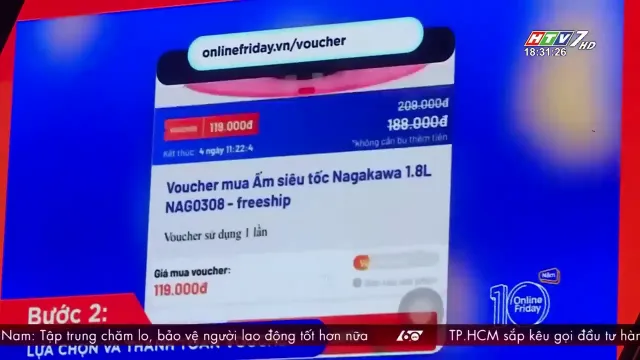 onlinefriday.vn/voucher
HTV7 HD
18:31:26
209.000đ
VOUCHER 119.000đ
188.000đ
Kết thúc: 4 ngày 11:22:4
*không cần bù thêm tiền
Voucher mua Ấm siêu tốc Nagakawa 1.8L
NAG0308 - freeship
Voucher sử dụng 1 lần
Giá mua voucher:
119.000đ
10 Năm
Online
Friday
Bước 2:
Nam: Tập trung chăm lo, bảo vệ người lao động tốt hơn nữa
60
TP.HCM sắp kêu gọi đầu tư hàn
LỰA CHỌN VÀ THANH TOÁN